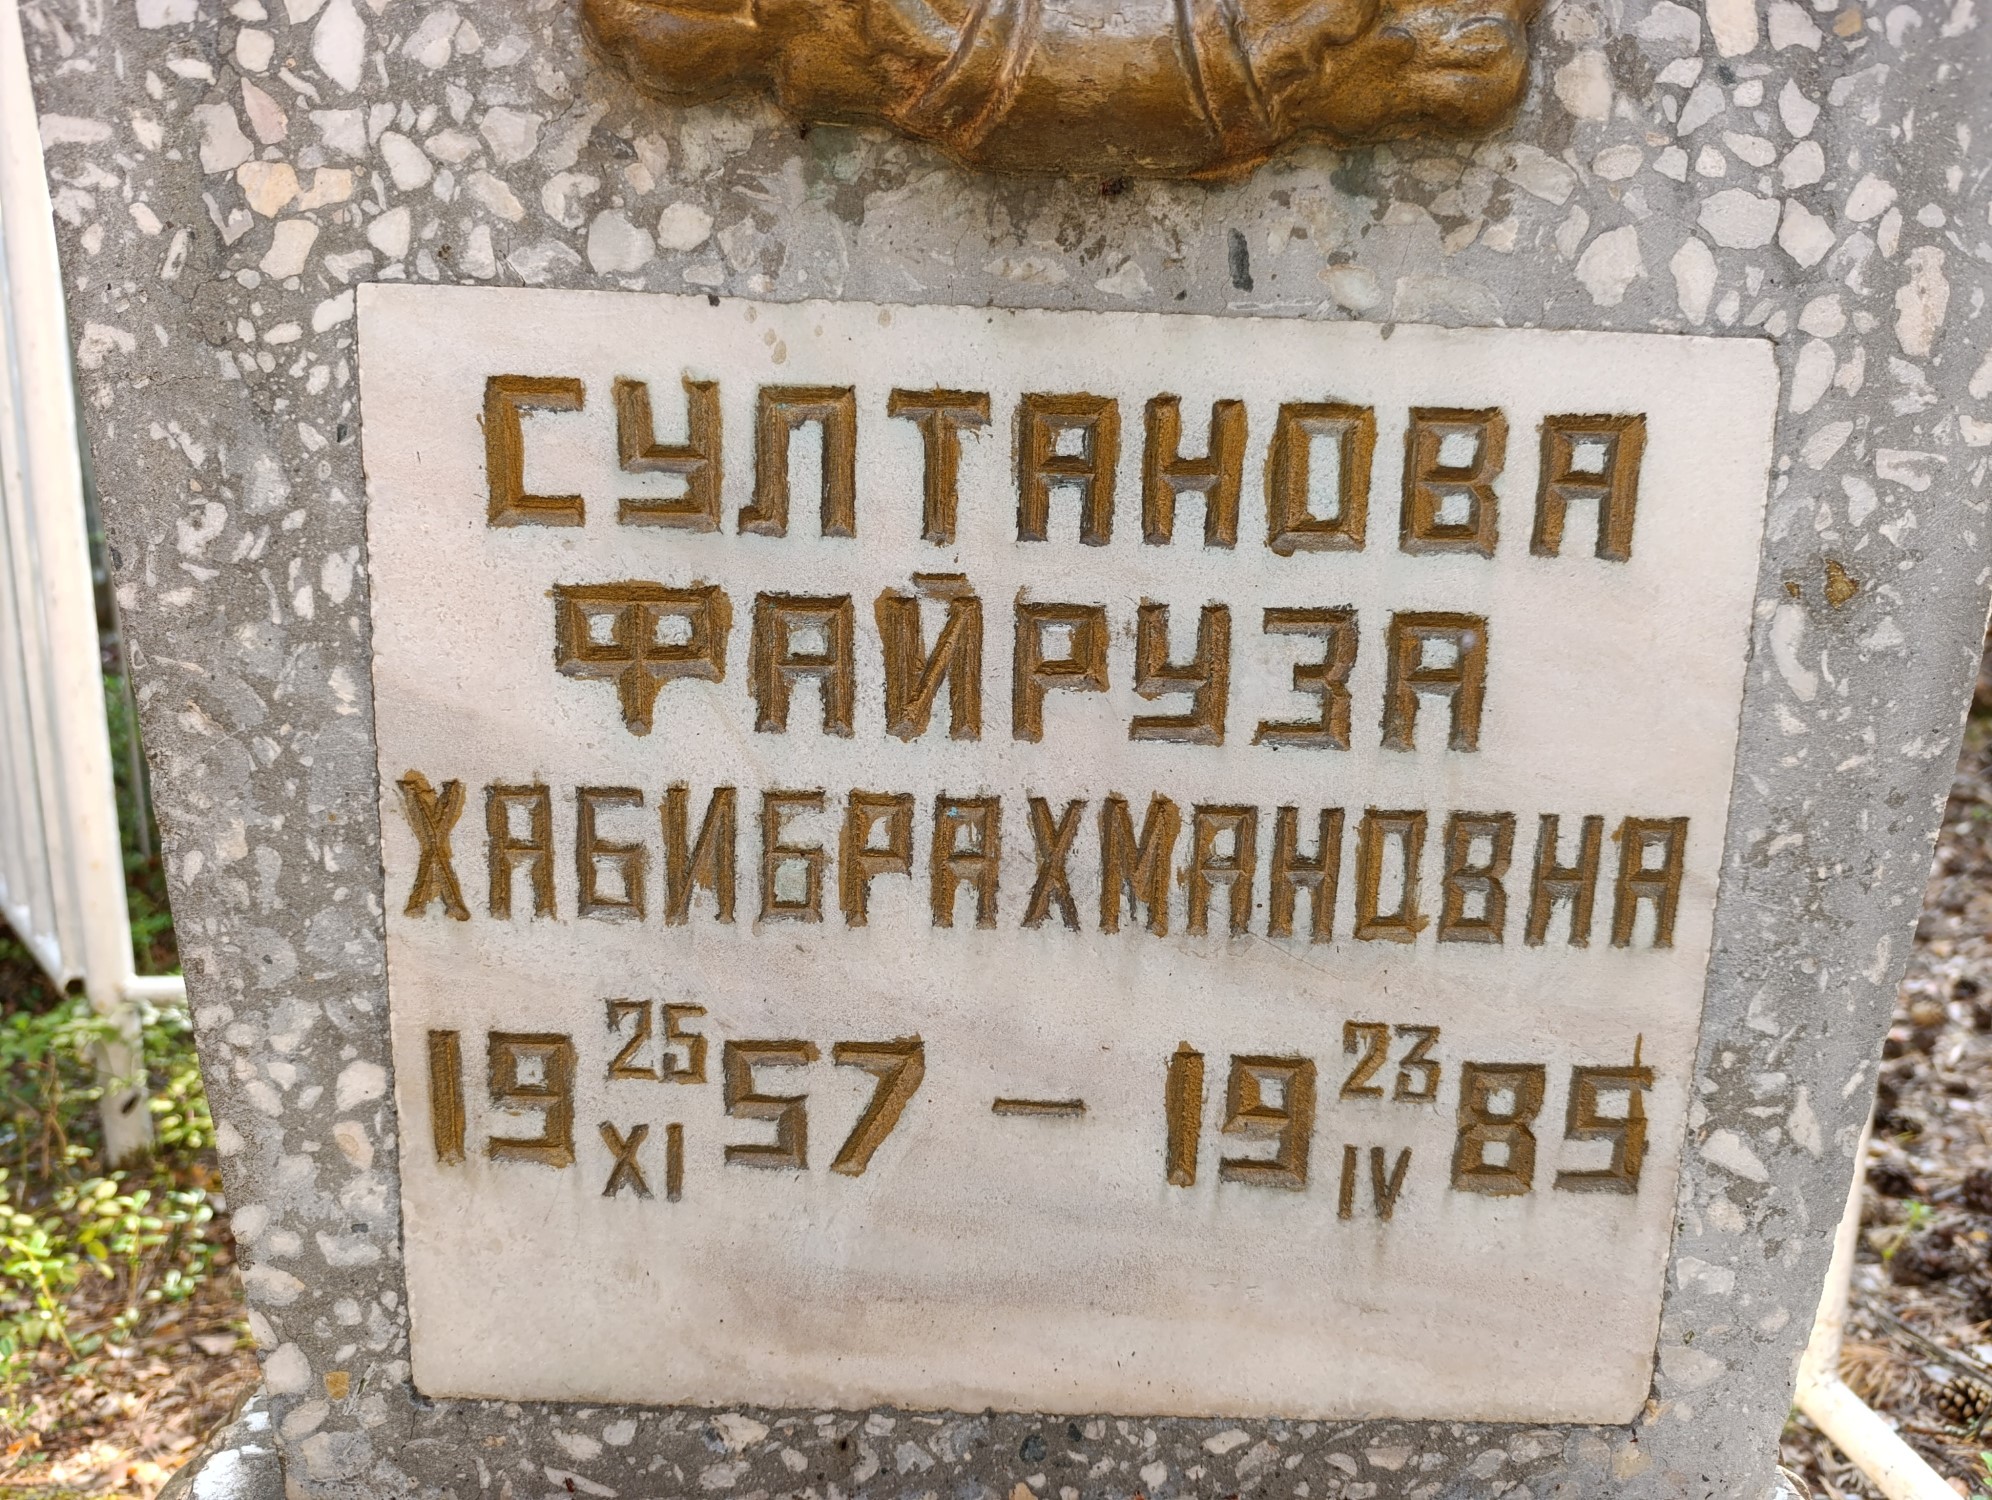 СУЛТАНОВА
ФАЙРУЗА
ХАБИБРАХМАНОВНА
19 25 XI 57 – 19 23 IV 85